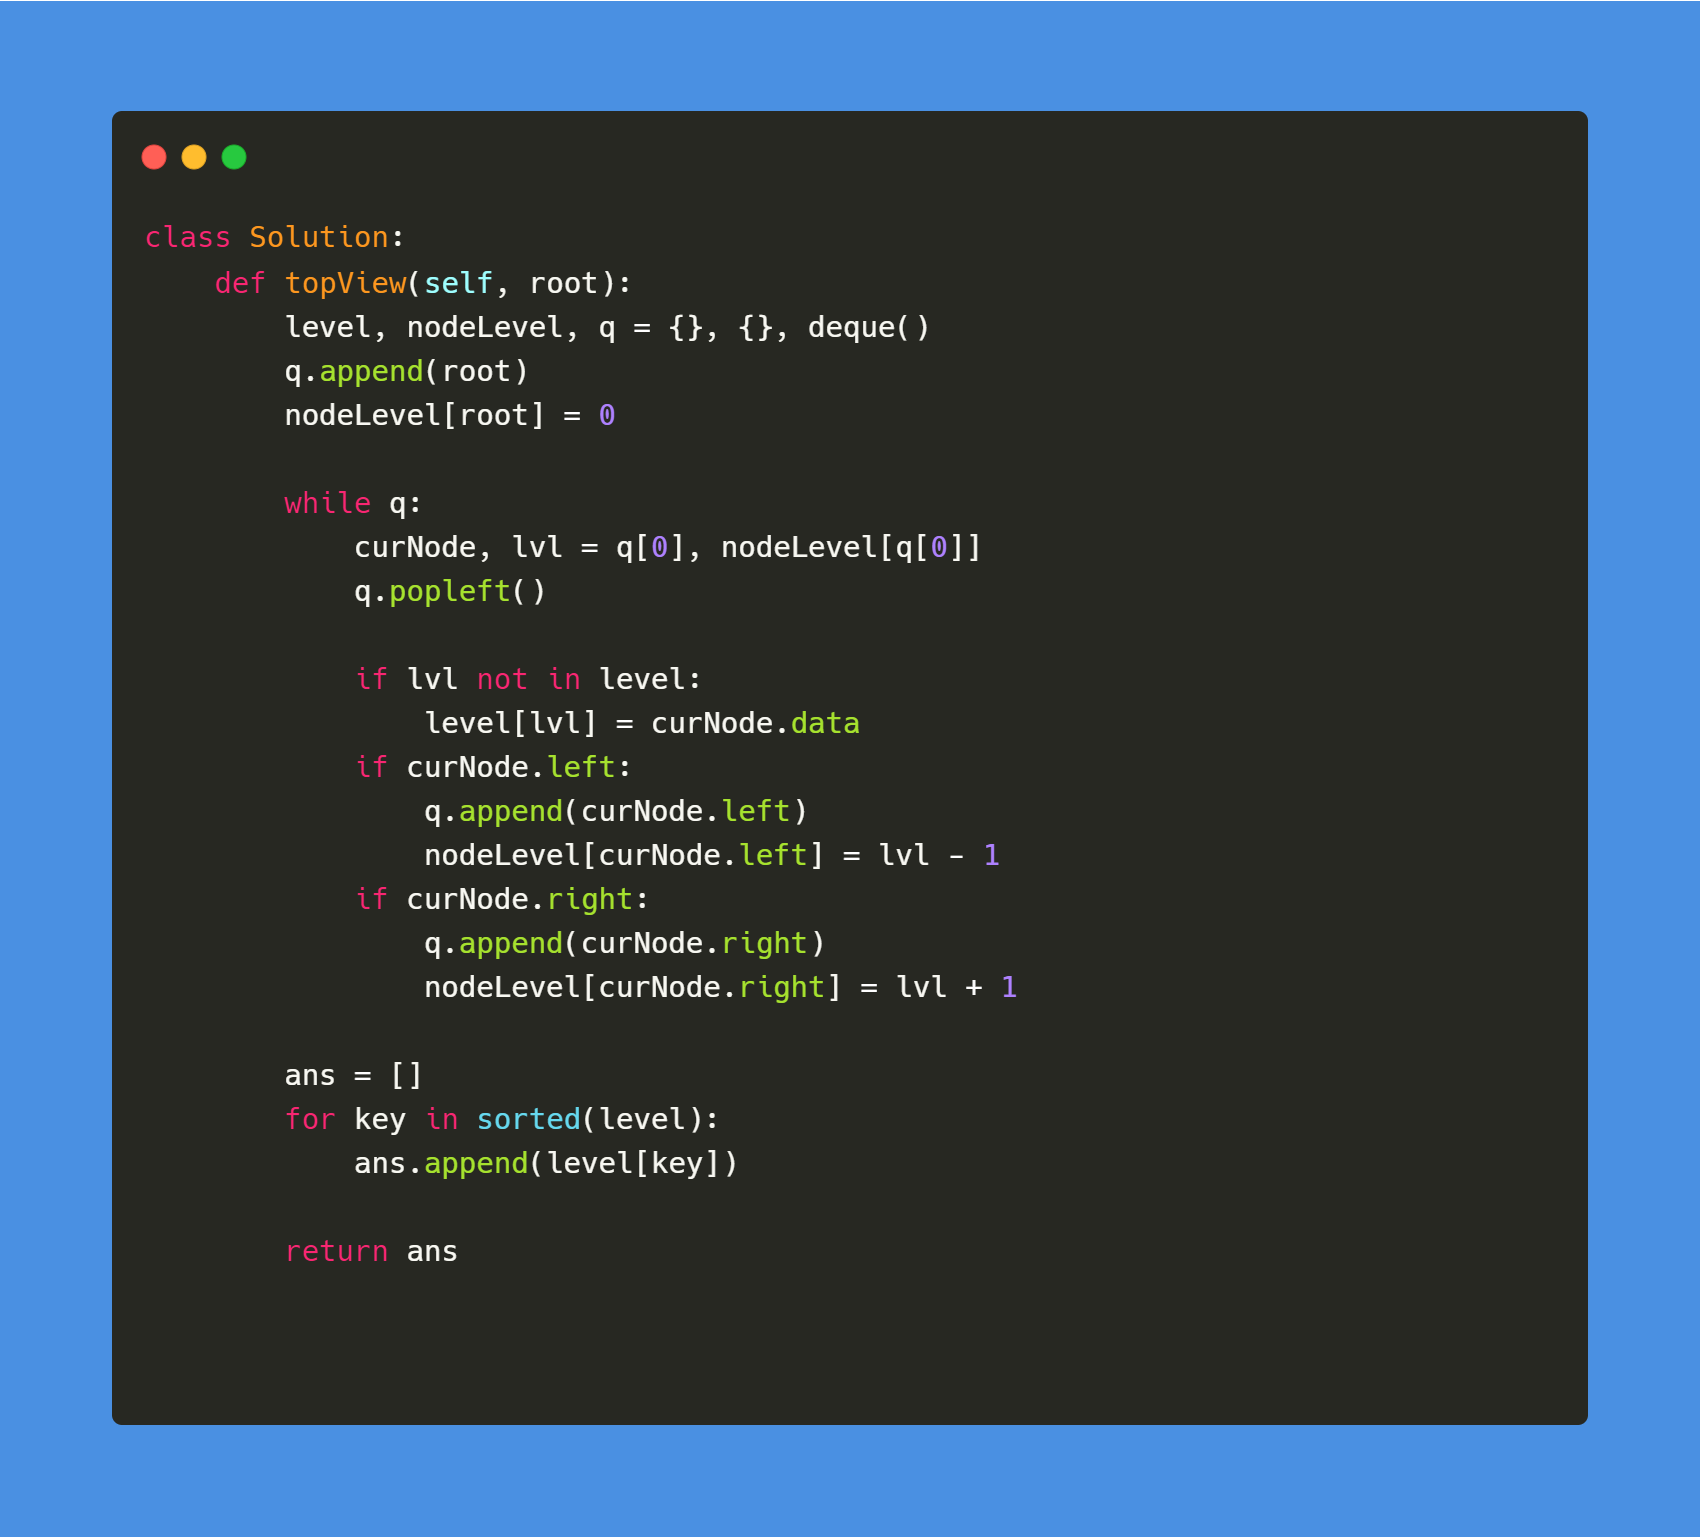 class Solution:
    def topView(self, root):
        level, nodeLevel, q = {}, {}, deque()
        q.append(root)
        nodeLevel[root] = 0

        while q:
            curNode, lvl = q[0], nodeLevel[q[0]]
            q.popleft()

            if lvl not in level:
                level[lvl] = curNode.data
            if curNode.left:
                q.append(curNode.left)
                nodeLevel[curNode.left] = lvl - 1
            if curNode.right:
                q.append(curNode.right)
                nodeLevel[curNode.right] = lvl + 1

        ans = []
        for key in sorted(level):
            ans.append(level[key])

        return ans